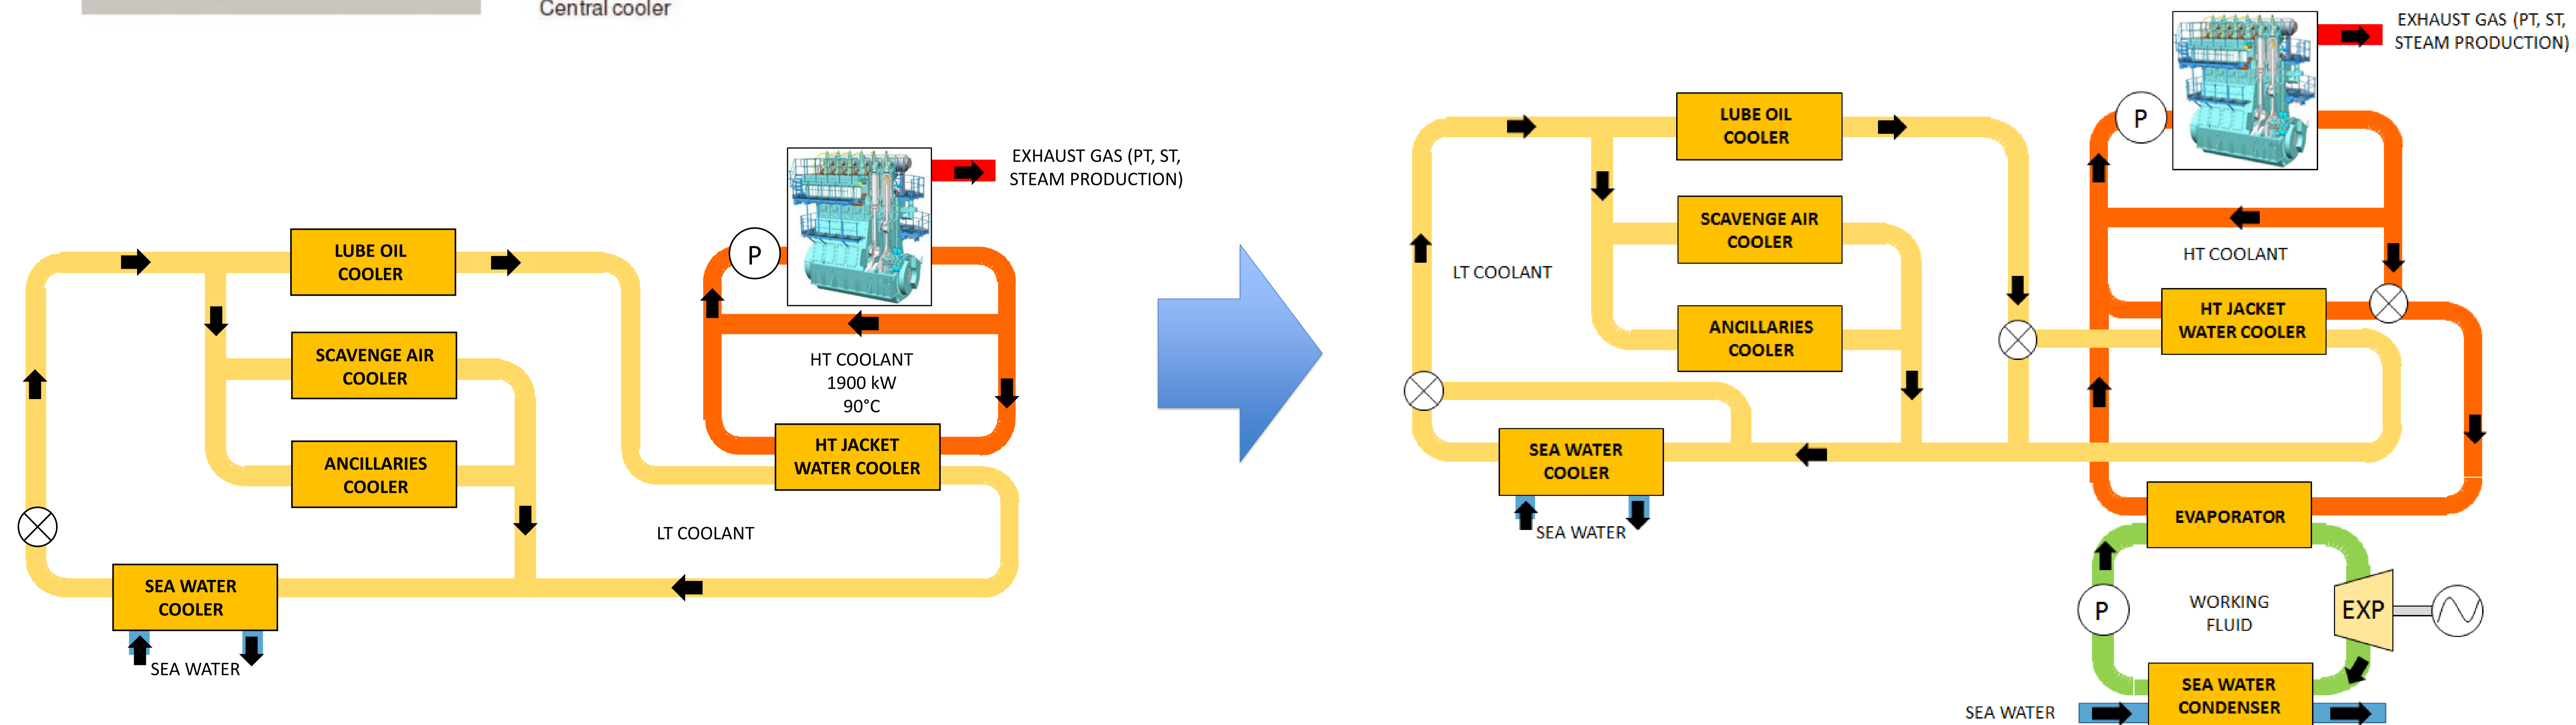 Central cooler
EXHAUST GAS (PT, ST,
STEAM PRODUCTION)
LUBE OIL
COOLER
P
SCAVENGE AIR
COOLER
HT COOLANT
1900 kW
90°C
ANCILLARIES
COOLER
HT JACKET
WATER COOLER
LT COOLANT
SEA WATER
COOLER
SEA WATER
EXHAUST GAS (PT, ST,
STEAM PRODUCTION)
LUBE OIL
COOLER
P
SCAVENGE AIR
COOLER
LT COOLANT
HT COOLANT
ANCILLARIES
COOLER
HT JACKET
WATER COOLER
SEA WATER
COOLER
SEA WATER
EVAPORATOR
P
WORKING
FLUID
EXP
SEA WATER
CONDENSER
SEA WATER